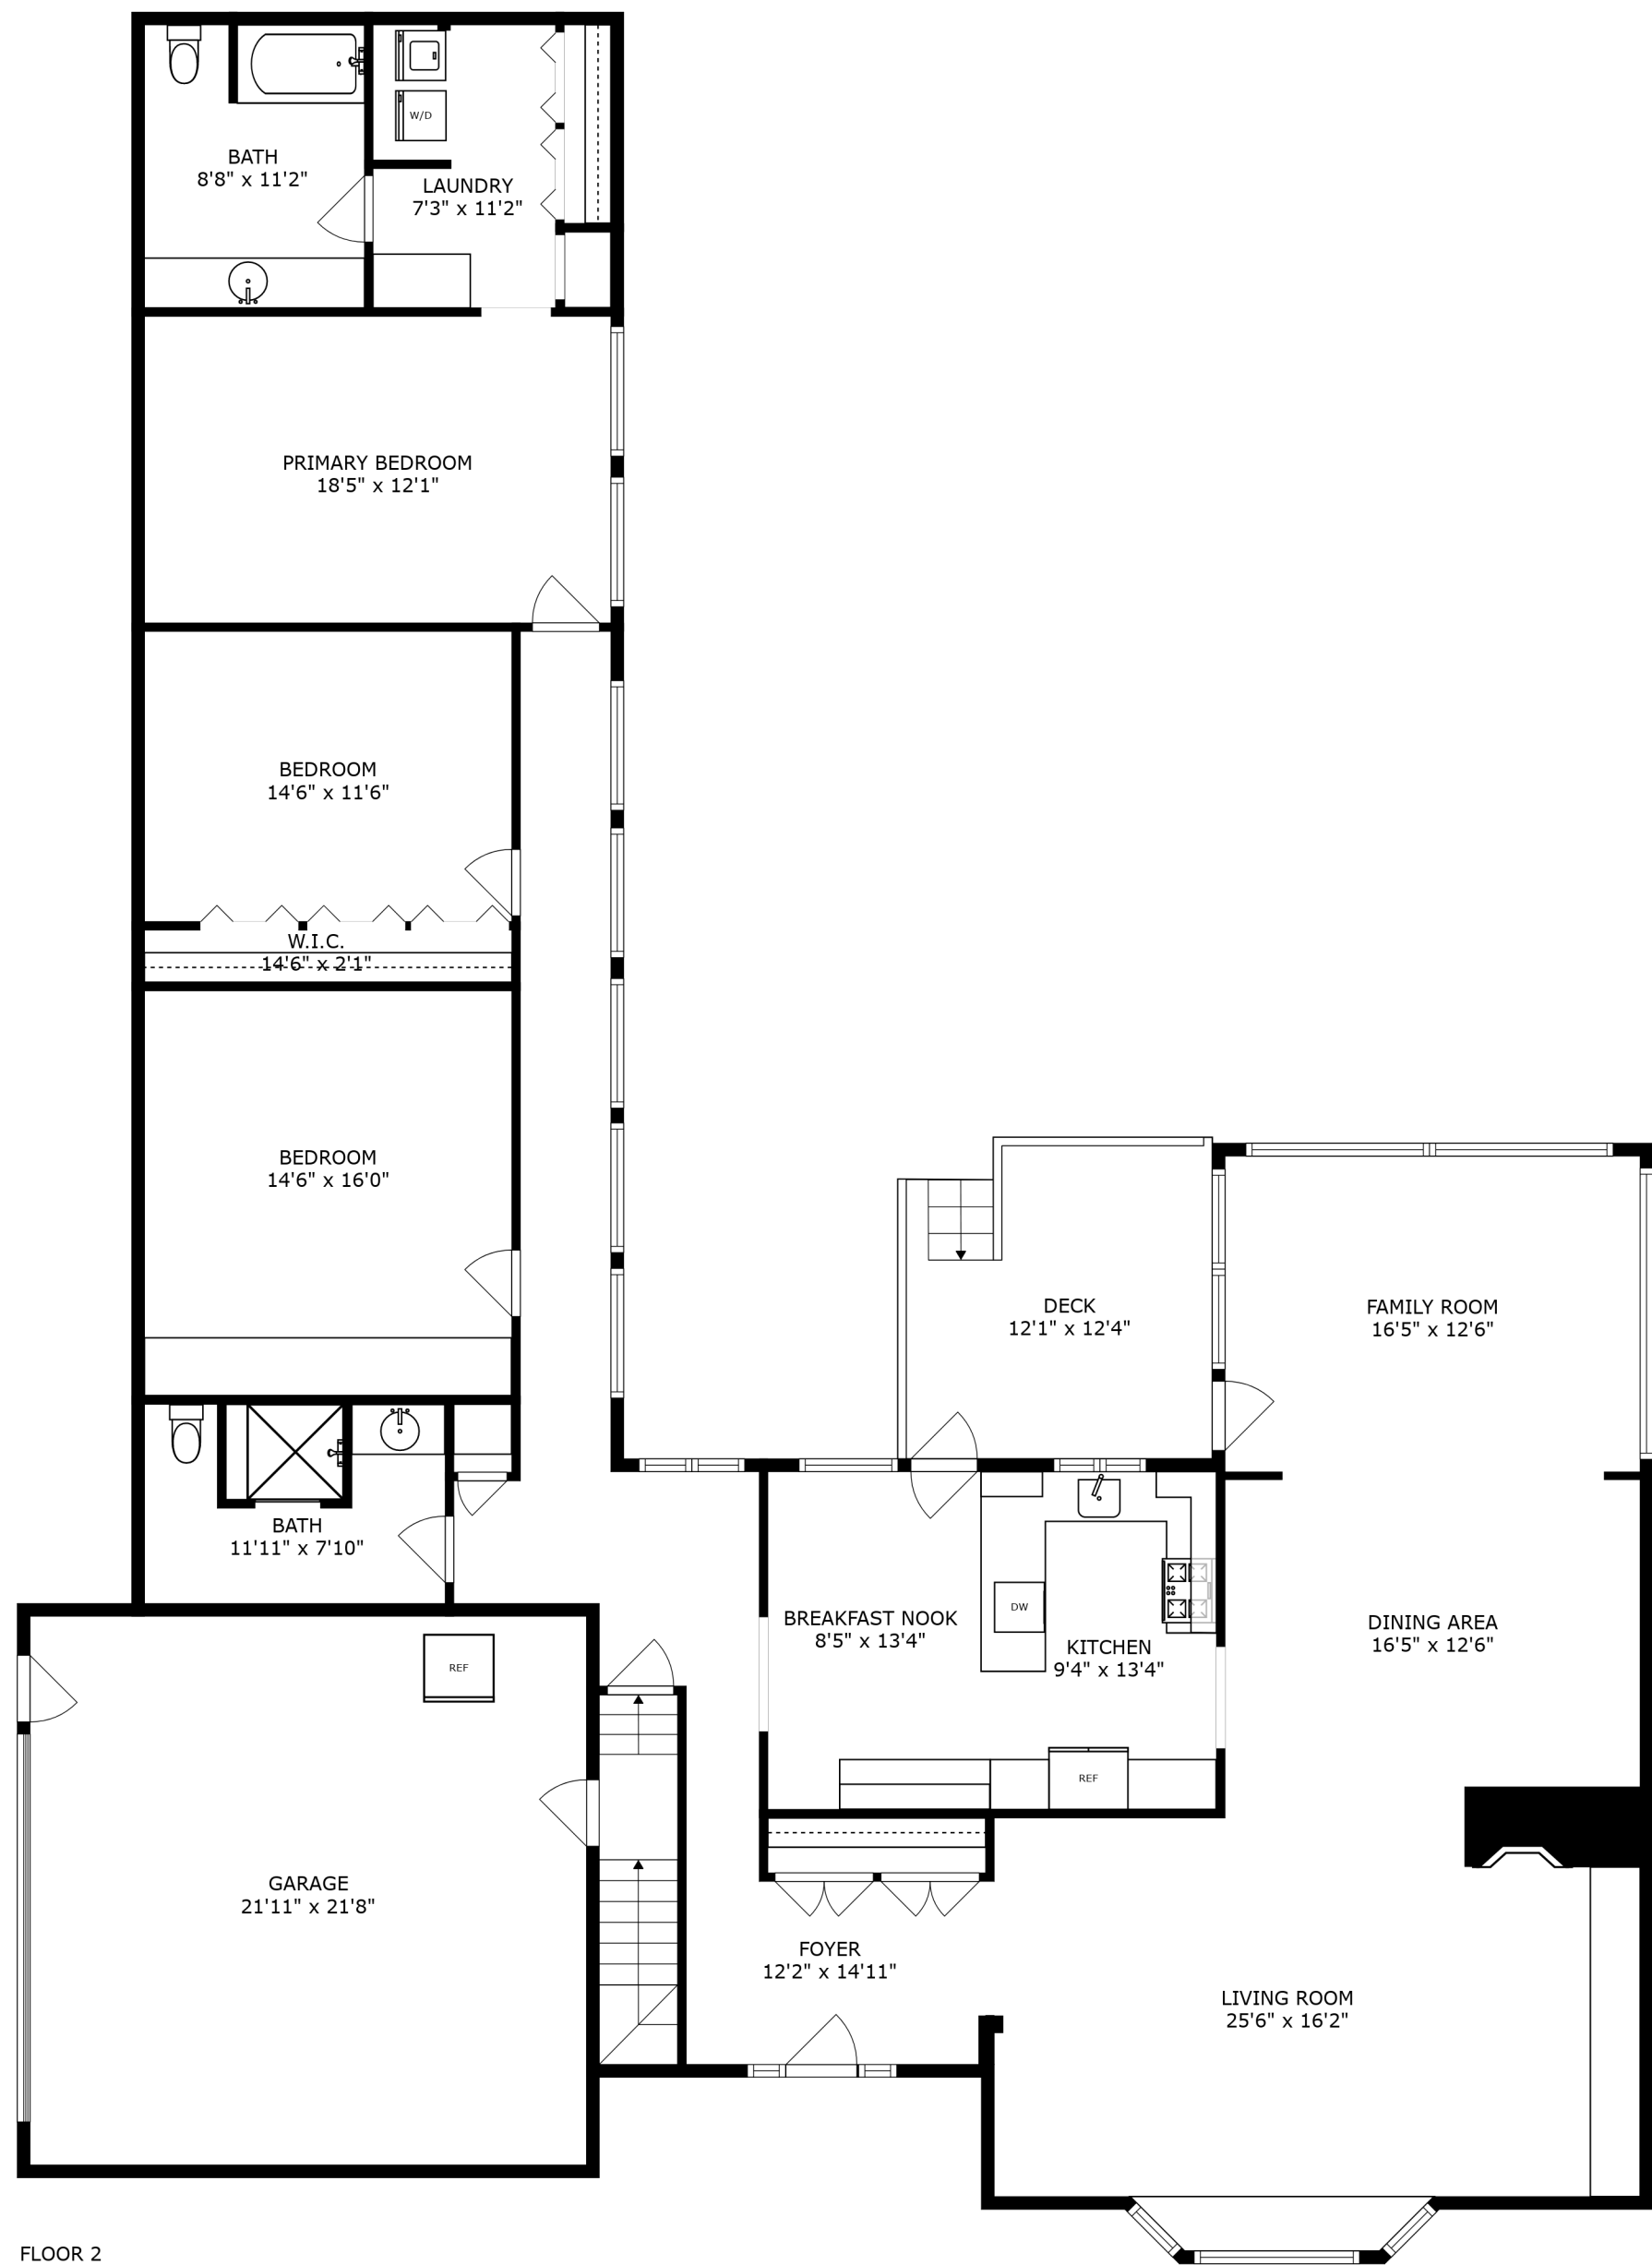 W/D
BATH
8'8" x 11'2"
LAUNDRY
7'3" x 11'2"
PRIMARY BEDROOM
18'5" x 12'1"
BEDROOM
14'6" x 11'6"
W.I.C.
14'6" x 2'1"
BEDROOM
14'6" x 16'0"
DECK
12'1" x 12'4"
FAMILY ROOM
16'5" x 12'6"
BATH
11'11" x 7'10"
DW
BREAKFAST NOOK
8'5" x 13'4"
KITCHEN
9'4" x 13'4"
DINING AREA
16'5" x 12'6"
REF
REF
GARAGE
21'11" x 21'8"
FOYER
12'2" x 14'11"
LIVING ROOM
25'6" x 16'2"
FLOOR 2